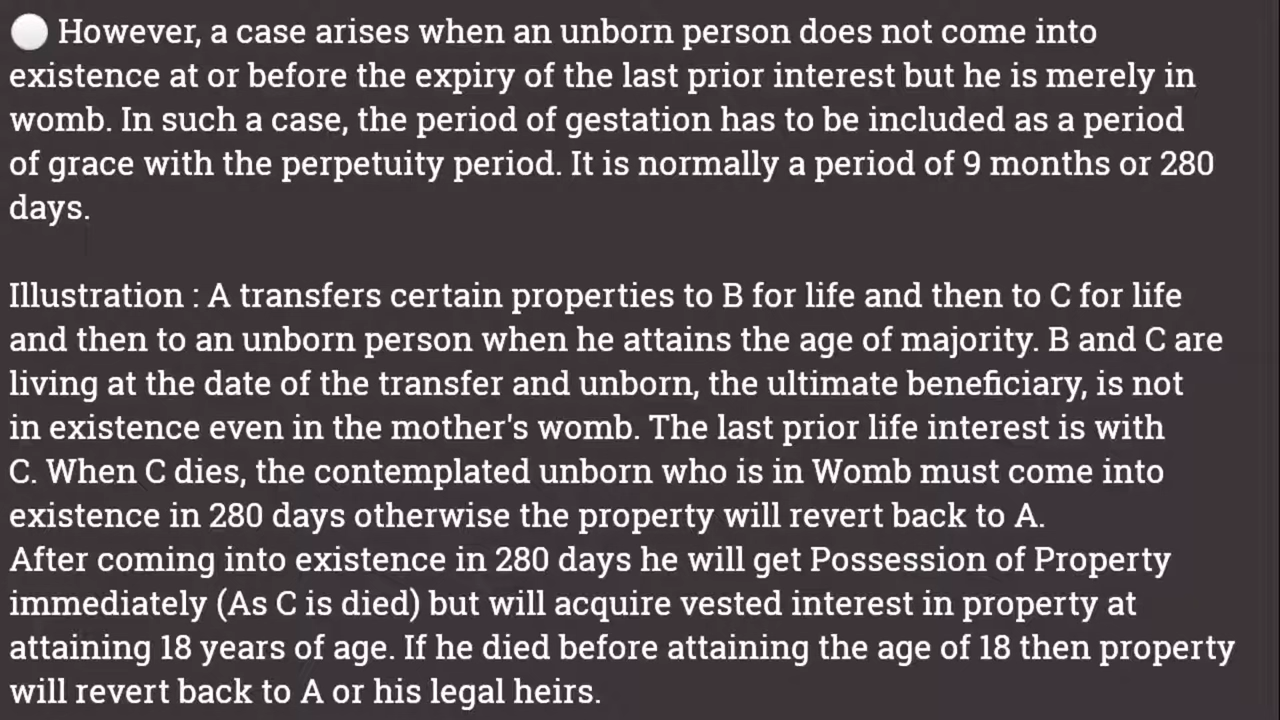 However, a case arises when an unborn person does not come into
existence at or before the expiry of the last prior interest but he is merely in
womb. In such a case, the period of gestation has to be included as a period
of grace with the perpetuity period. It is normally a period of 9 months or 280
days.
Illustration : A transfers certain properties to B for life and then to C for life
and then to an unborn person when he attains the age of majority. B and C are
living at the date of the transfer and unborn, the ultimate beneficiary, is not
in existence even in the mother's womb. The last prior life interest is with
C. When C dies, the contemplated unborn who is in Womb must come into
existence in 280 days otherwise the property will revert back to A.
After coming into existence in 280 days he will get Possession of Property
immediately (As C is died) but will acquire vested interest in property at
attaining 18 years of age. If he died before attaining the age of 18 then property
will revert back to A or his legal heirs.